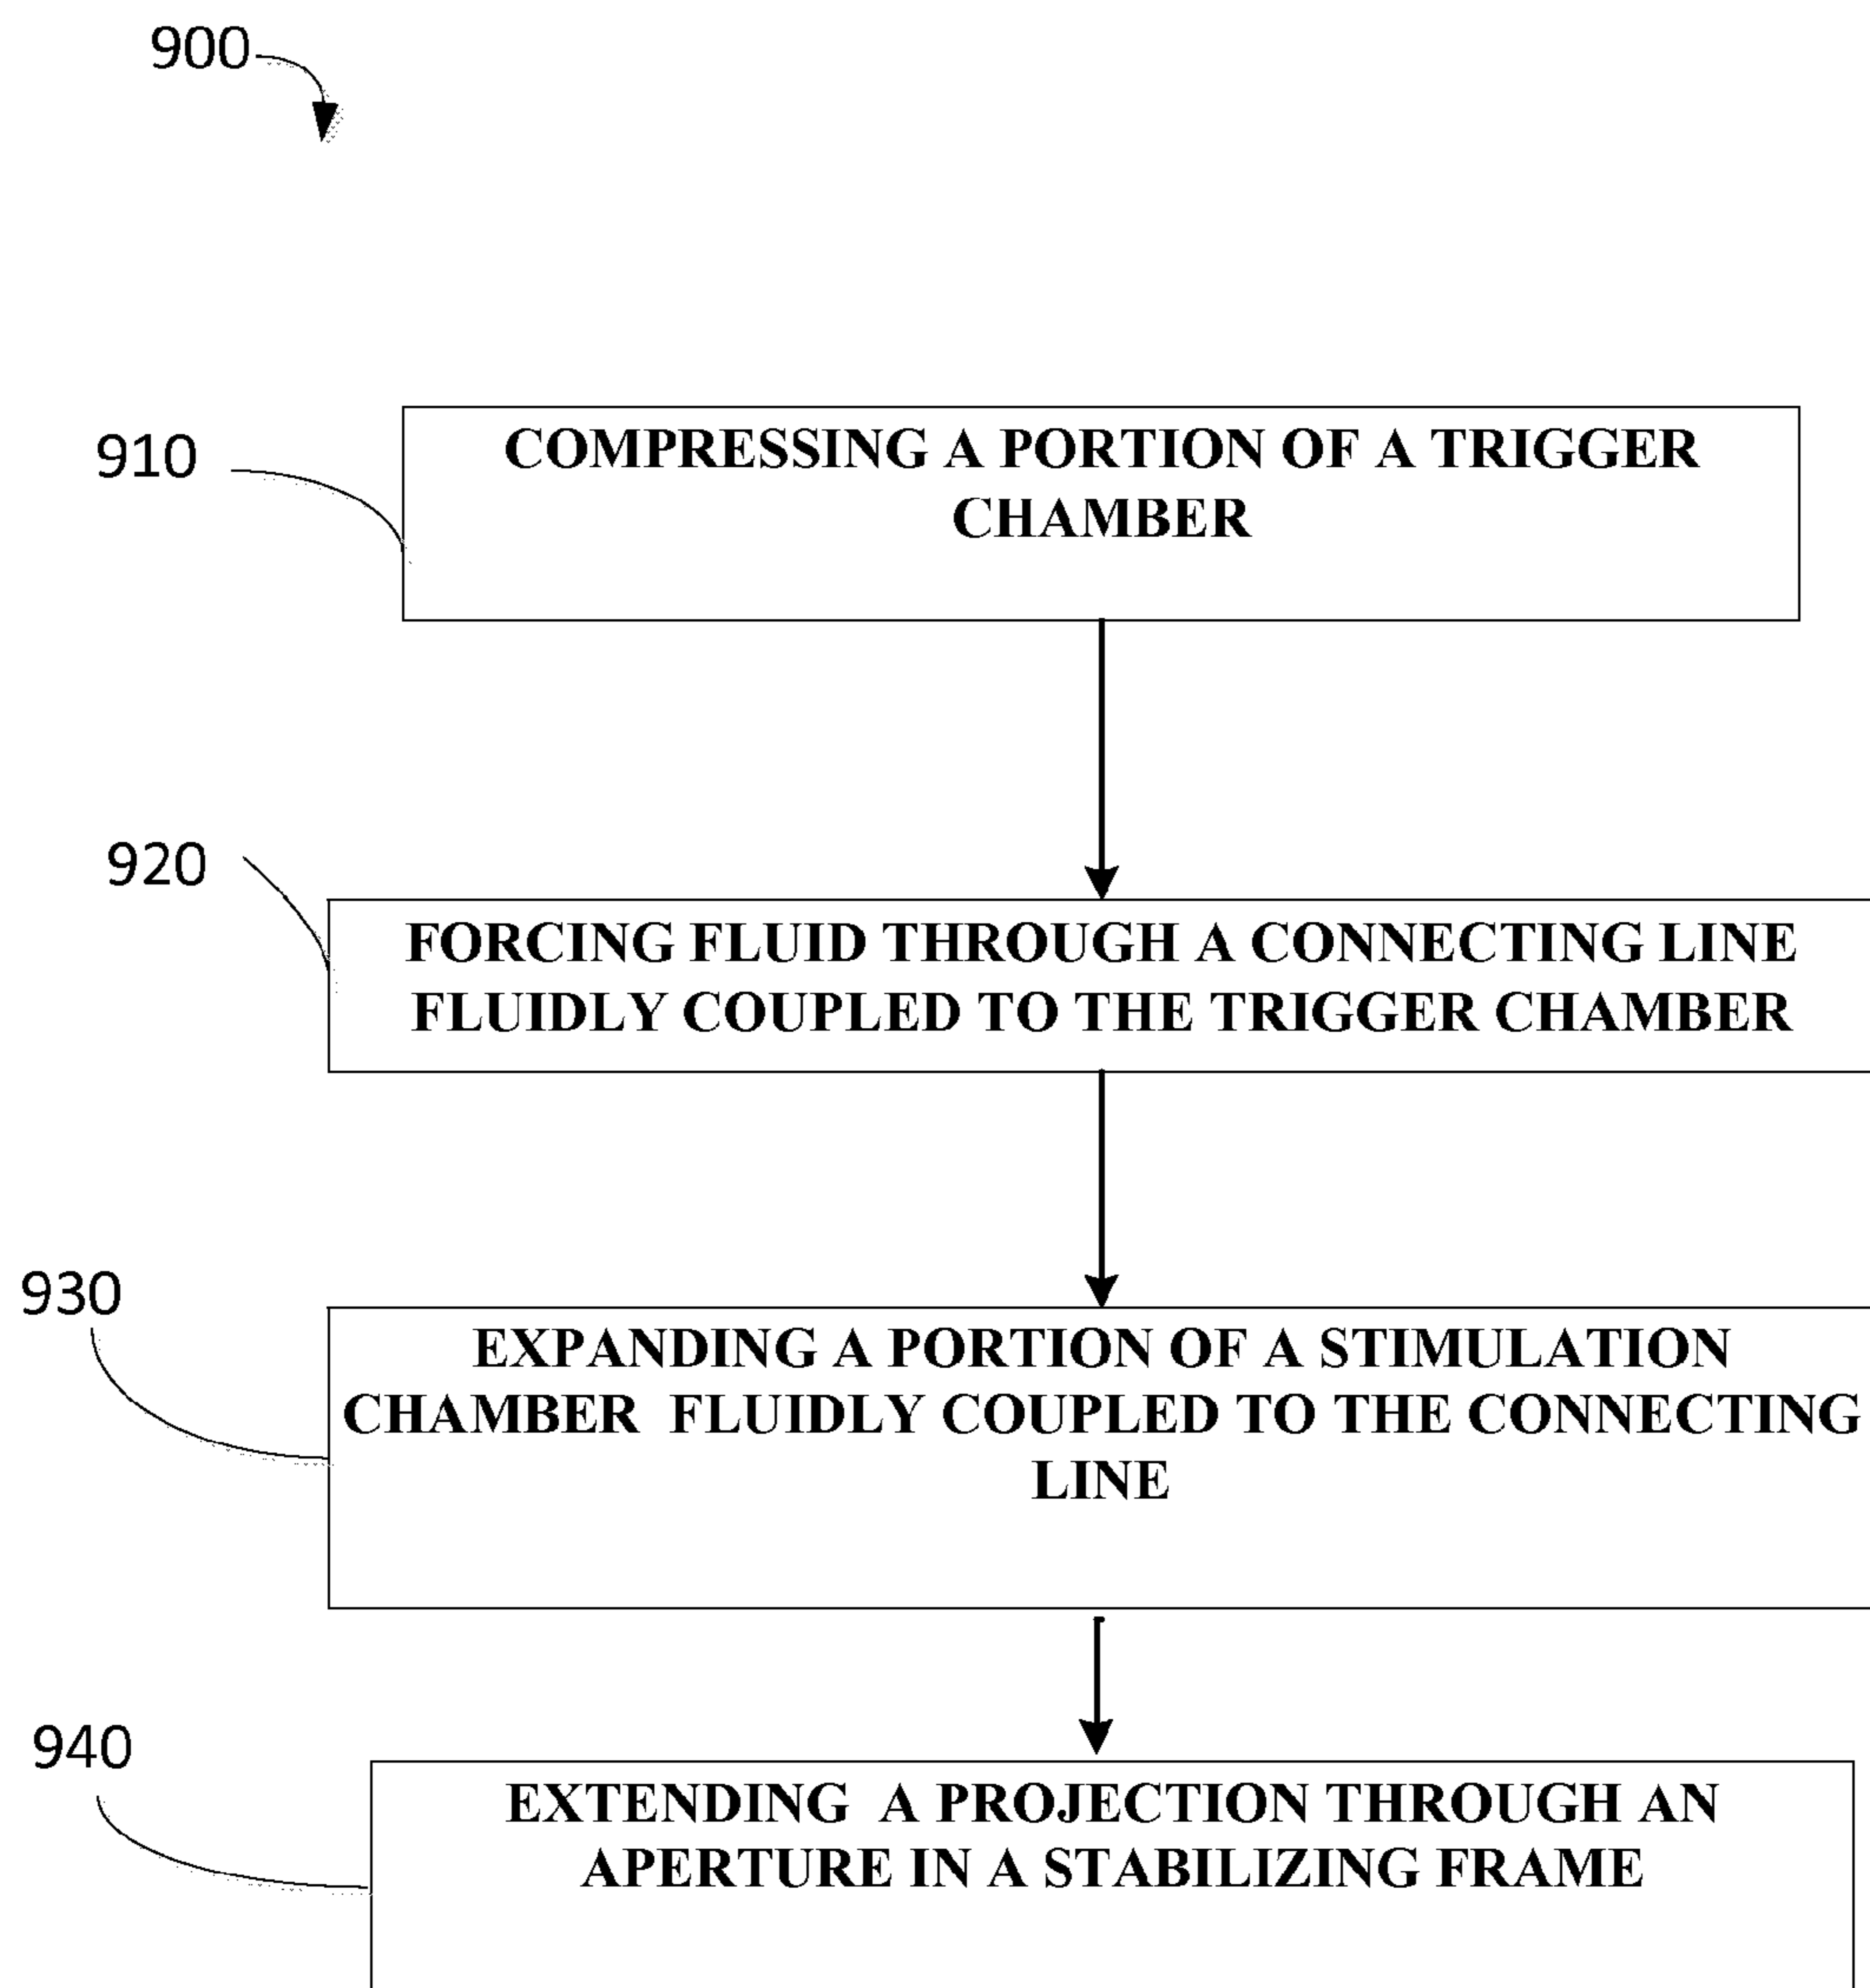 900
910
COMPRESSING A PORTION OF A TRIGGER
CHAMBER
920
FORCING FLUID THROUGH A CONNECTING LINE
FLUIDLY COUPLED TO THE TRIGGER CHAMBER
930
EXPANDING A PORTION OF A STIMULATION
CHAMBER FLUIDLY COUPLED TO THE CONNECTING
LINE
940
EXTENDING A PROJECTION THROUGH AN
APERTURE IN A STABILIZING FRAME